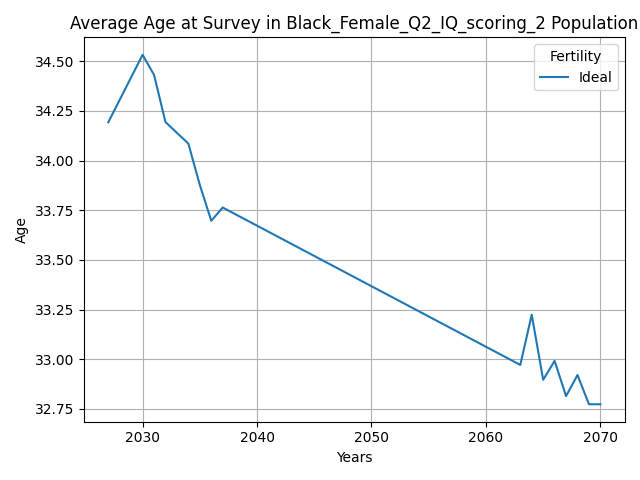 Average Age at Survey in Black_Female_Q2_IQ_scoring_2 Population
Fertility
Ideal
34.50
34.25
34.00
33.75
33.50
33.25
33.00
32.75
Age
2030 2040 2050 2060 2070
Years